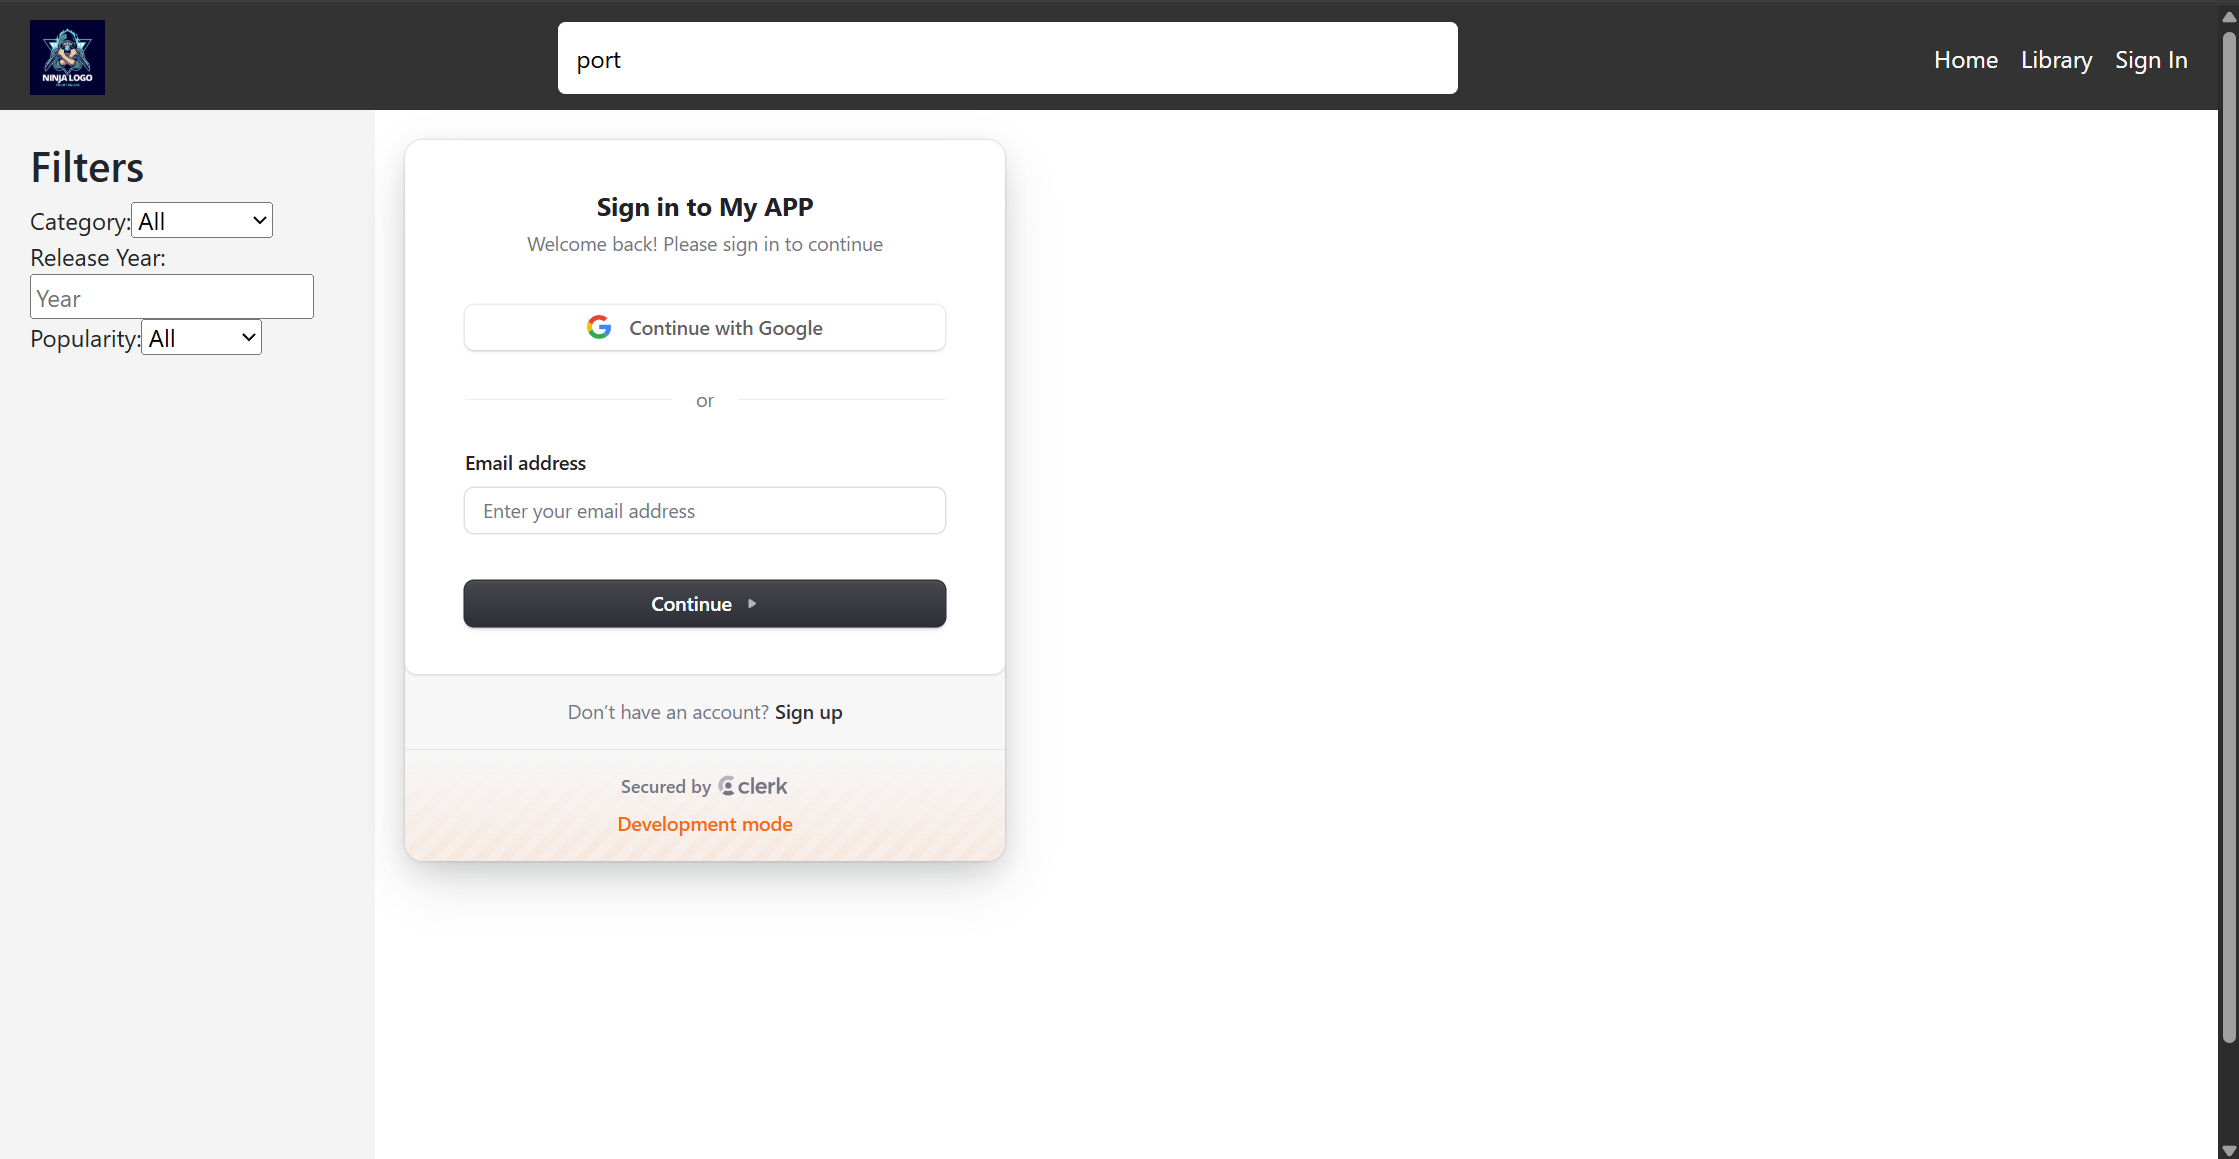 NINJA LOGO
port
Home
Library
Sign In
Filters
Category:
All
Release Year:
Year
Popularity:
All
Sign in to My APP
Welcome back! Please sign in to continue
Continue with Google
or
Email address
Enter your email address
Continue
Don’t have an account? Sign up
Secured by clerk
Development mode